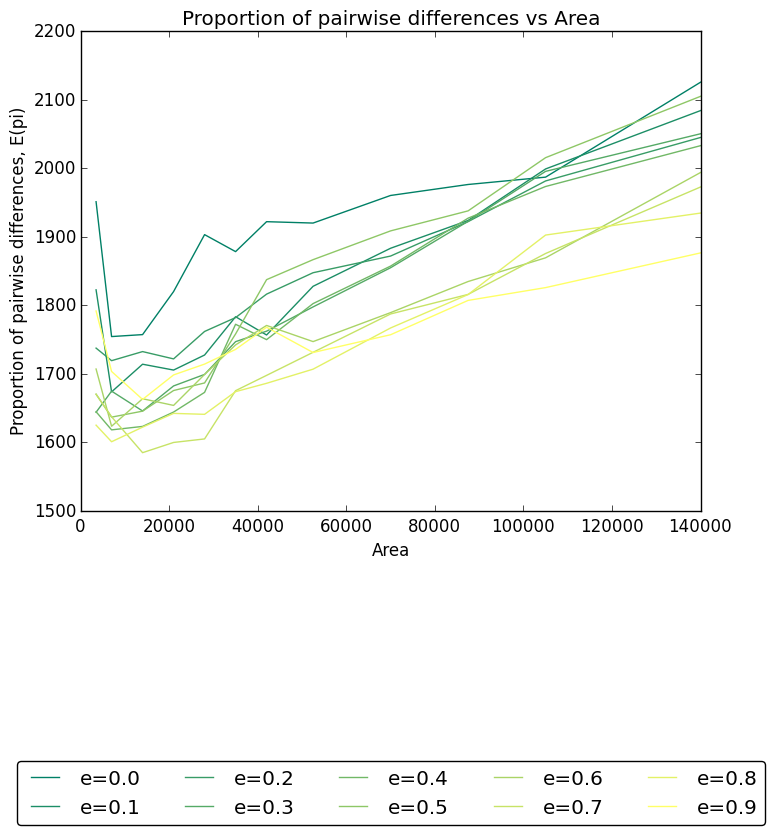 Proportion of pairwise differences vs Area
Proportion of pairwise differences, E(pi)
2200
2100
2000
1900
1800
1700
1600
1500
0 20000 40000 60000 80000 100000 120000 140000
Area
e=0.0 e=0.2 e=0.4 e=0.6 e=0.8
e=0.1 e=0.3 e=0.5 e=0.7 e=0.9